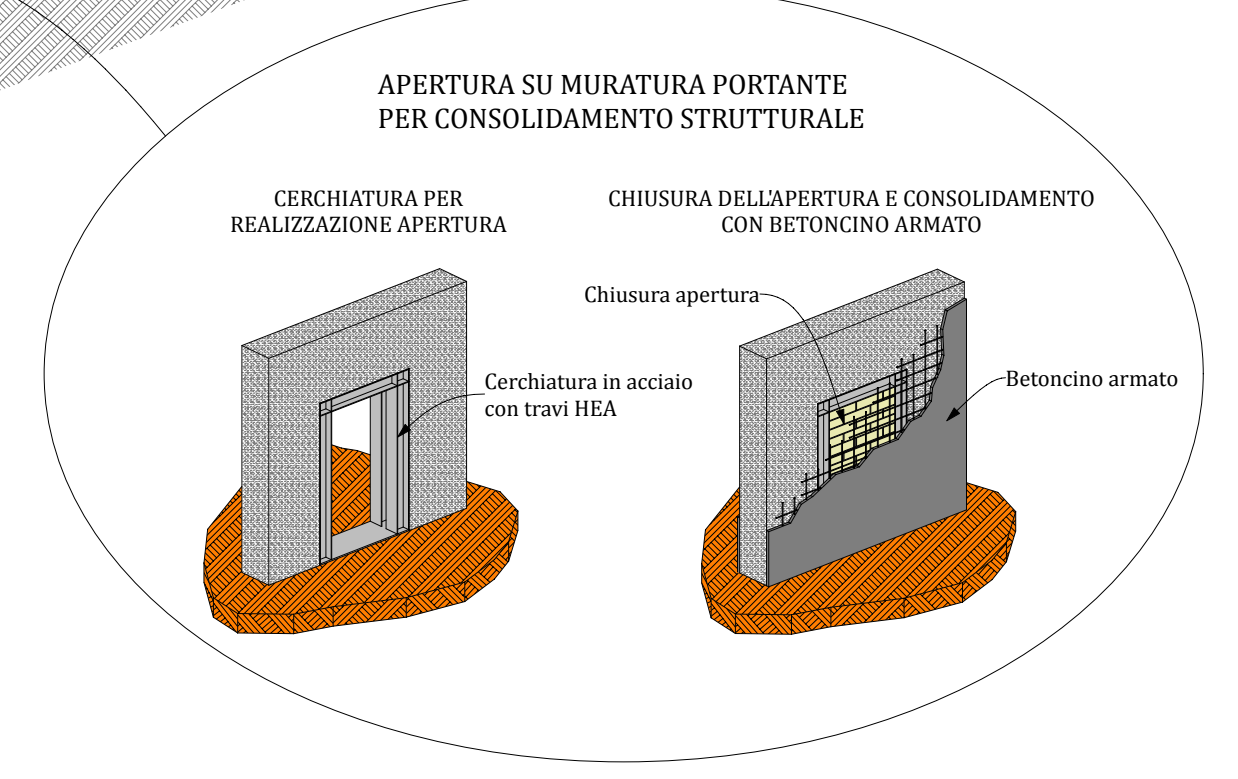 APERTURA SU MURATURA PORTANTE
PER CONSOLIDAMENTO STRUTTURALE
CERCHIATURA PER
REALIZZAZIONE APERTURA
CHIUSURA DELL'APERTURA E CONSOLIDAMENTO
CON BETONCINO ARMATO
Cerchiatura in acciaio
con travi HEA
Chiusura apertura
Betoncino armato